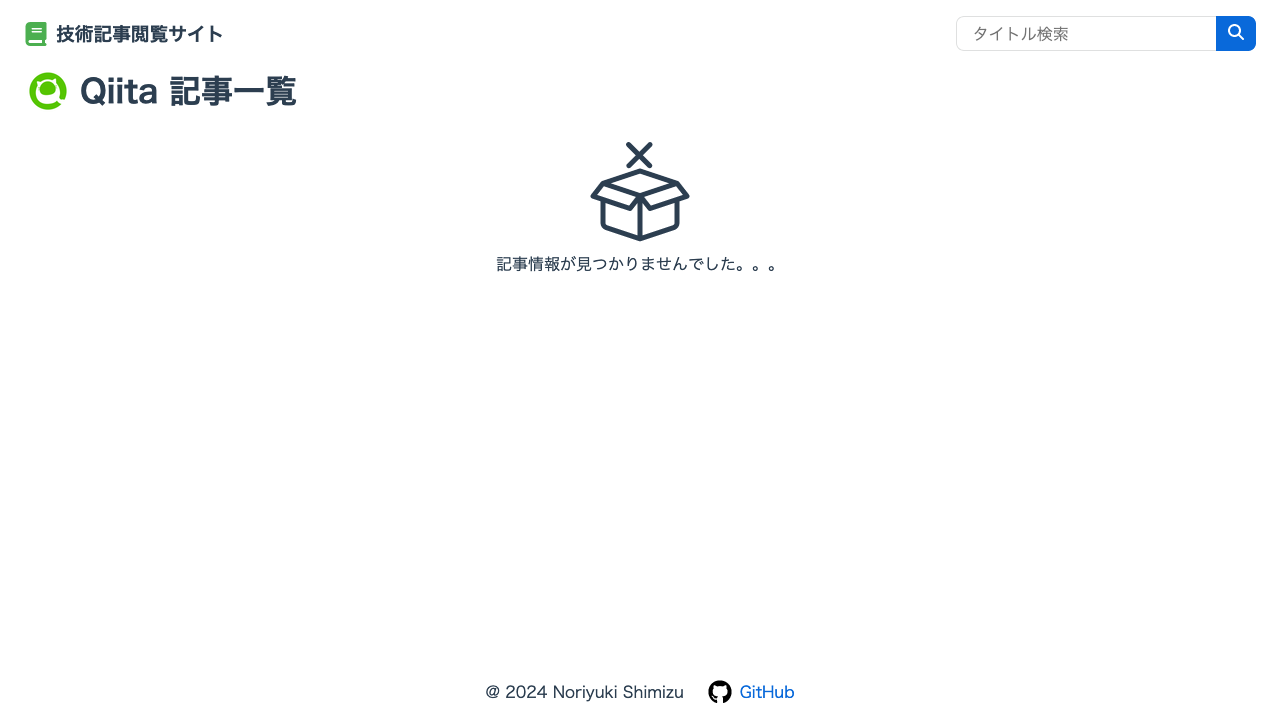 技術記事閲覧サイト
タイトル検索
Qiita 記事一覧
記事情報が見つかりませんでした。。。
@ 2024 Noriyuki Shimizu
GitHub